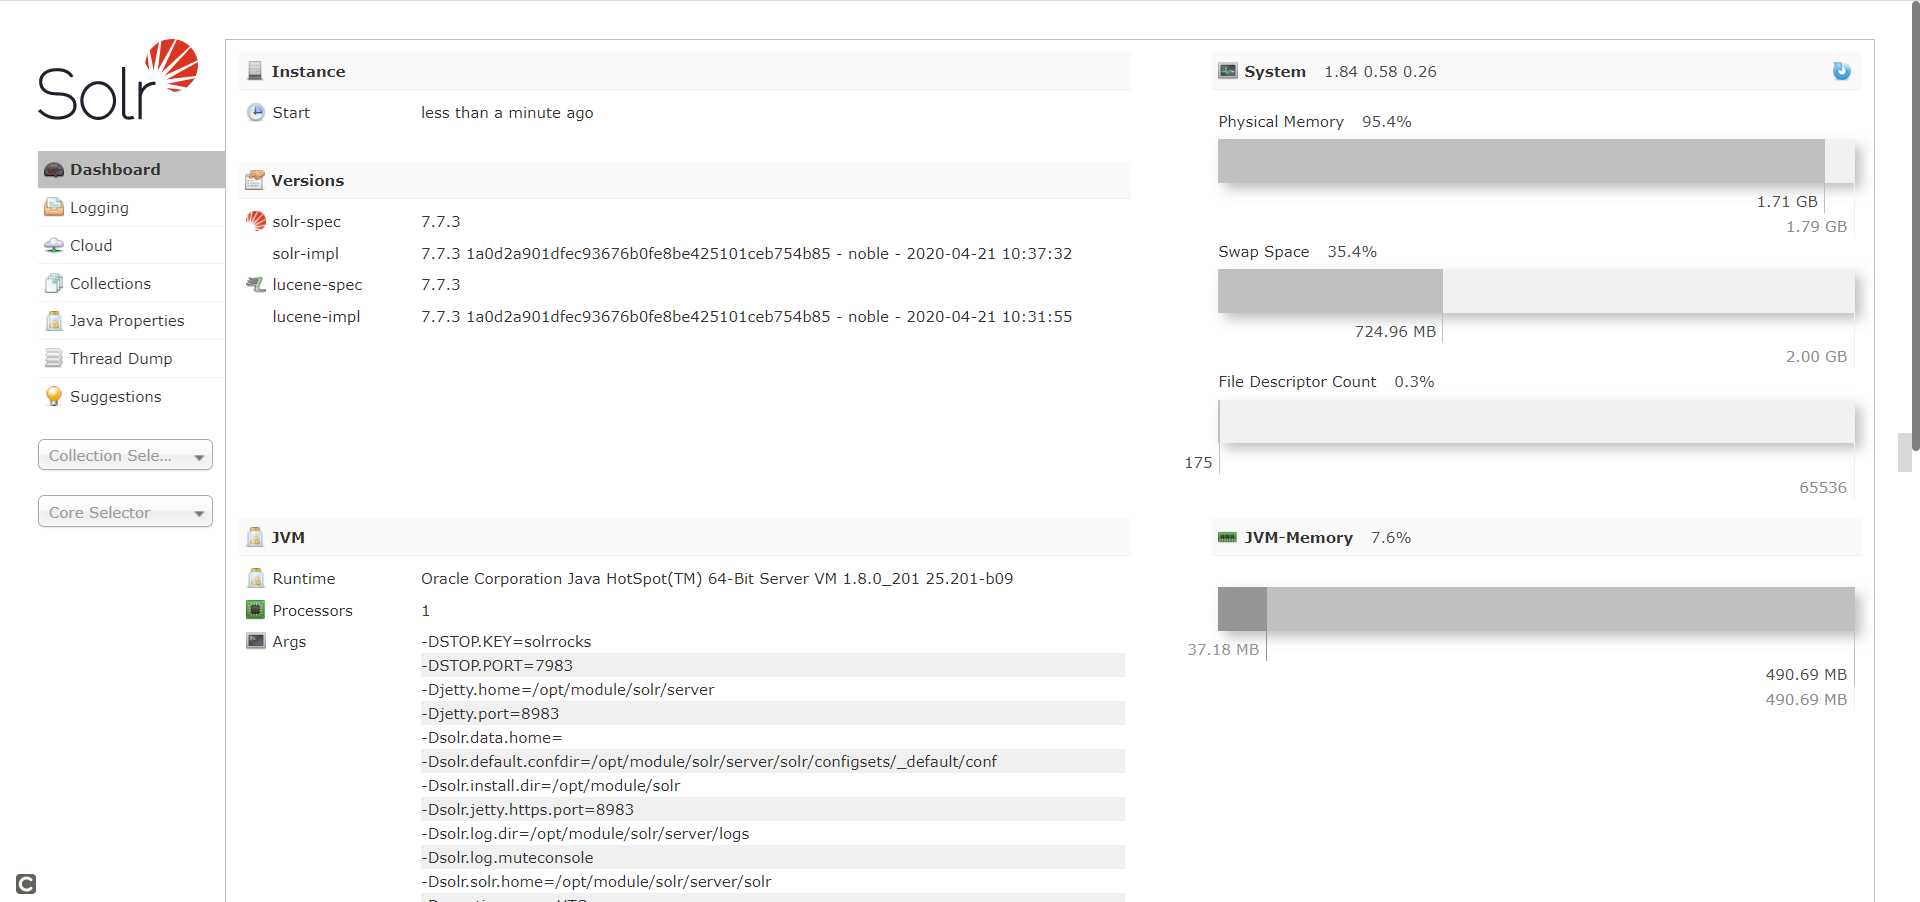 Solr
Dashboard
Logging
Cloud
Collections
Java Properties
Thread Dump
Suggestions
Collection Sele...
Core Selector
Instance
Start less than a minute ago
Versions
solr-spec 7.7.3
solr-impl 7.7.3 1a0d2a901dfec93676b0fe8be425101ceb754b85 - noble - 2020-04-21 10:37:32
lucene-spec 7.7.3
lucene-impl 7.7.3 1a0d2a901dfec93676b0fe8be425101ceb754b85 - noble - 2020-04-21 10:31:55
JVM
Runtime Oracle Corporation Java HotSpot(TM) 64-Bit Server VM 1.8.0_201 25.201-b09
Processors 1
Args -DSTOP.KEY=solrrocks
-DSTOP.PORT=7983
-Djetty.home=/opt/module/solr/server
-Djetty.port=8983
-Dsolr.data.home=
-Dsolr.default.confdir=/opt/module/solr/server/solr/configsets/_default/conf
-Dsolr.install.dir=/opt/module/solr
-Dsolr.jetty.https.port=8983
-Dsolr.log.dir=/opt/module/solr/server/logs
-Dsolr.log.muteconsole
-Dsolr.solr.home=/opt/module/solr/server/solr
System 1.84 0.58 0.26
Physical Memory 95.4%
1.71 GB
1.79 GB
Swap Space 35.4%
724.96 MB
2.00 GB
File Descriptor Count 0.3%
175
65536
JVM-Memory 7.6%
37.18 MB
490.69 MB
490.69 MB
C